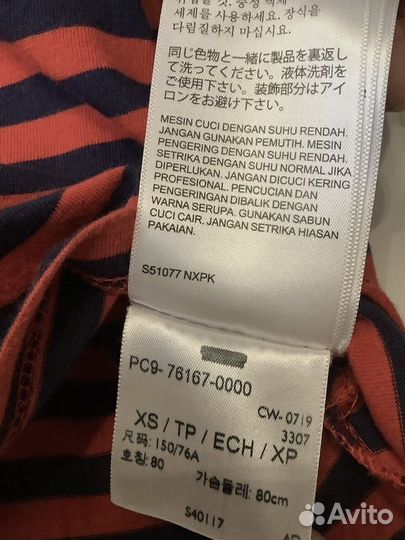 세제를 사용하세요. 장식을
다림질하지 마십시오.
同じ色物と一緒に製品を裏返し
て洗ってください。液体洗剤を
ご使用ください。装飾部分はアイ
ロンをお避け下さい。
MESIN CUCI DENGAN SUHU RENDAH.
JANGAN GUNAKAN PEMUTIH. MESIN
PENGERING DENGAN SUHU RENDAH.
SETRIKA DENGAN SUHU NORMAL JIKA
DIPERLUKAN. JANGAN DICUCI KERING
PROFESIONAL. PENCUCIAN DAN
PENGERINGAN DIBALIK DENGAN
WARNA SERUPA. GUNAKAN SABUN
CUCI CAIR. JANGAN SETRIKA HIASAN
PAKAIAN.
S51077 NXPK
PC9- 76167-0000
CW-0719
3307
XS / TP / ECH / XP
尺码: 150/76A
호칭: 80
가슴둘레: 80cm
S40117
AD
Avito